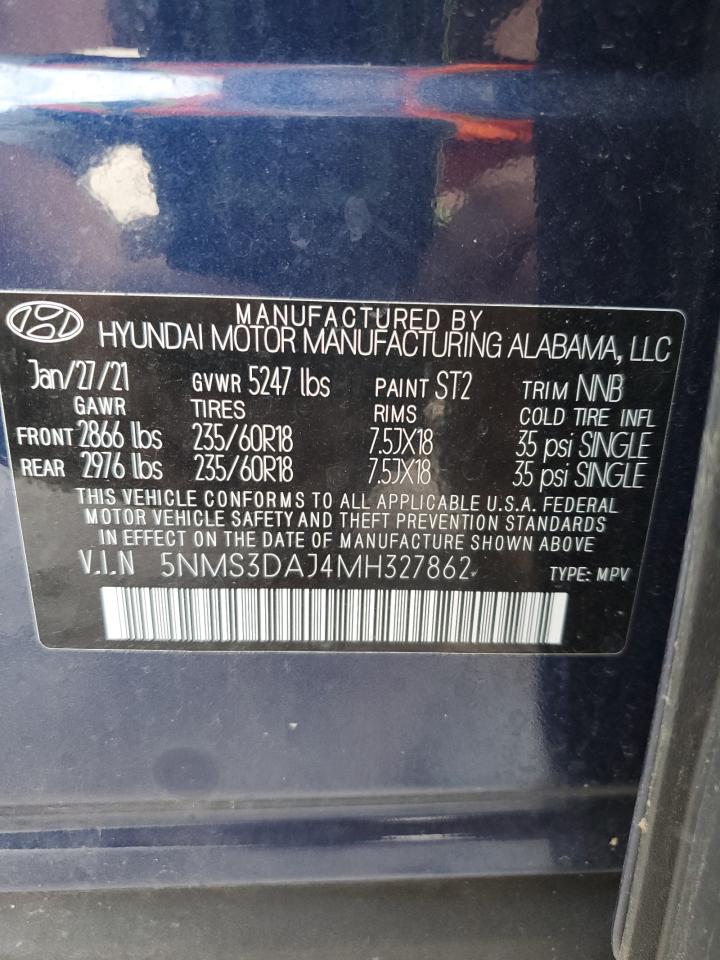 MANUFACTURED BY
HYUNDAI MOTOR MANUFACTURING ALABAMA, LLC
Jan/27/21 GVWR 5247 lbs PAINT ST2 TRIM NNB
GAWR TIRES RIMS COLD TIRE INFL
FRONT 2866 lbs 235/60R18 7.5JX18 35 psi SINGLE
REAR 2976 lbs 235/60R18 7.5JX18 35 psi SINGLE
THIS VEHICLE CONFORMS TO ALL APPLICABLE U.S.A. FEDERAL
MOTOR VEHICLE SAFETY AND THEFT PREVENTION STANDARDS
IN EFFECT ON THE DATE OF MANUFACTURE SHOWN ABOVE
V.I.N 5NMS3DAJ4MH327862 TYPE: MPV